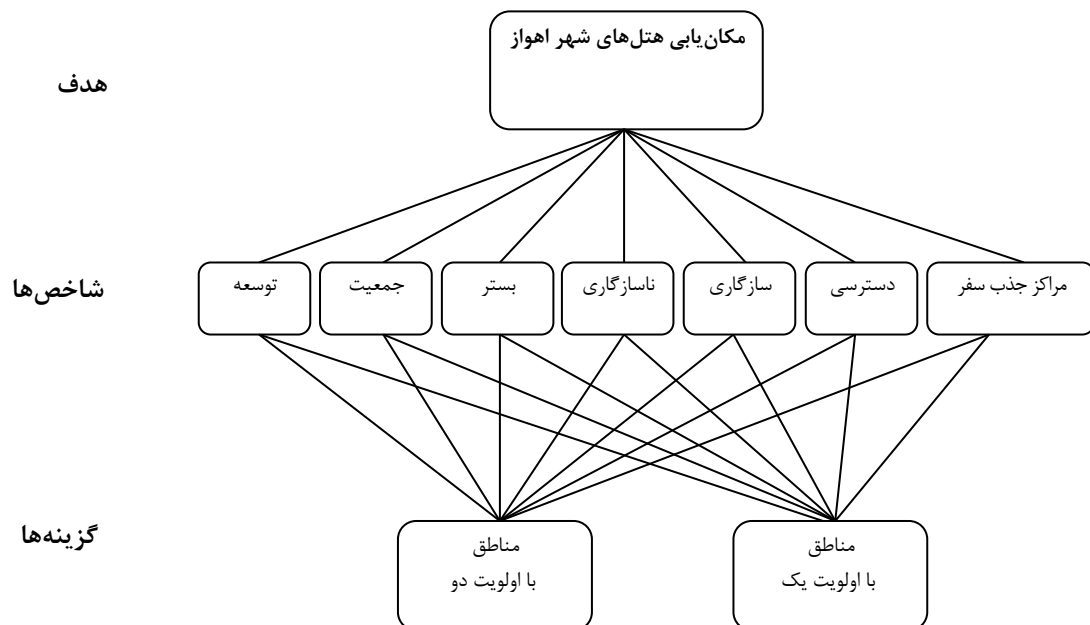 مکان‌یابی هتل‌های شهر اهواز
هدف
شاخص‌ها
مراکز جذب سفر
دسترسی
سازگاری
ناسازگاری
بستر
جمعیت
توسعه
گزینه‌ها
مناطق
با اولویت یک
مناطق
با اولویت دو